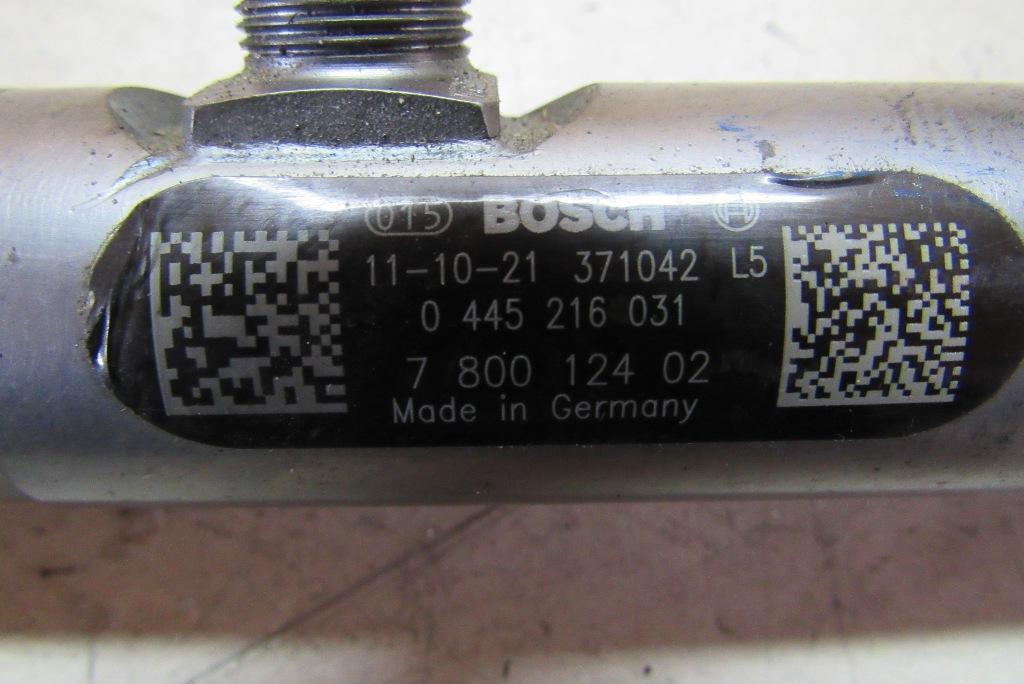 015 BOSCH
11-10-21 371042 L5
0 445 216 031
7 800 124 02
Made in Germany